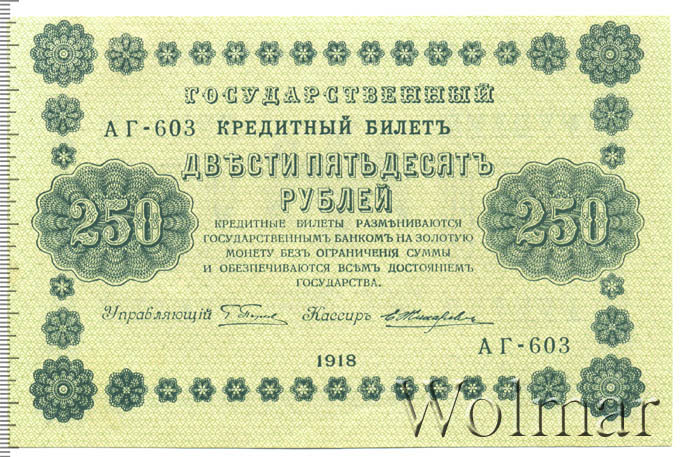 ГОСУДАРСТВЕННЫЙ
АГ-603 КРЕДИТНЫЙ БИЛЕТЪ
ДВѢСТИ ПЯТЬДЕСЯТЪ
РУБЛЕЙ
250
250
КРЕДИТНЫЕ БИЛЕТЫ РАЗМѢНИВАЮТСЯ
ГОСУДАРСТВЕННЫМЪ БАНКОМЪ НА ЗОЛОТУЮ
МОНЕТУ БЕЗЪ ОГРАНИЧЕНІЯ СУММЫ
И ОБЕЗПЕЧИВАЮТСЯ ВСѢМЪ ДОСТОЯНІЕМЪ
ГОСУДАРСТВА.
Управляющій Кассиръ
АГ-603
1918
Wolmar